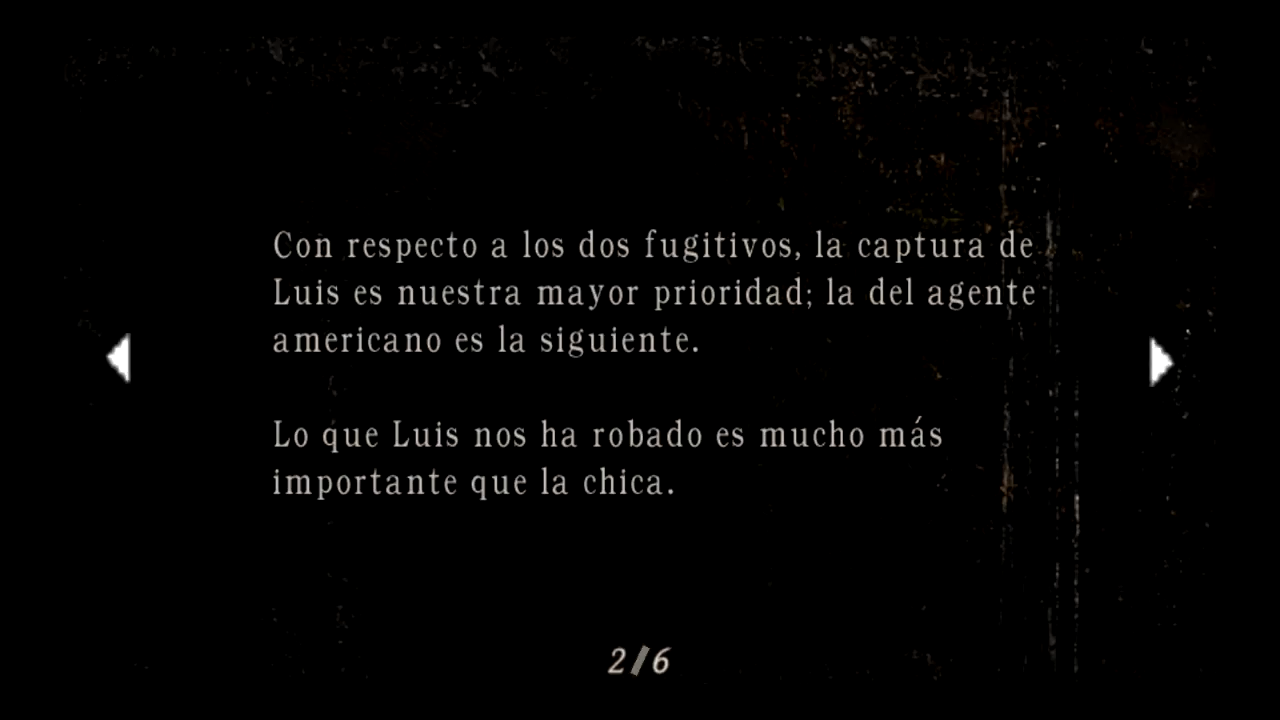 Con respecto a los dos fugitivos, la captura de
Luis es nuestra mayor prioridad; la del agente
americano es la siguiente.
Lo que Luis nos ha robado es mucho más
importante que la chica.
2/6